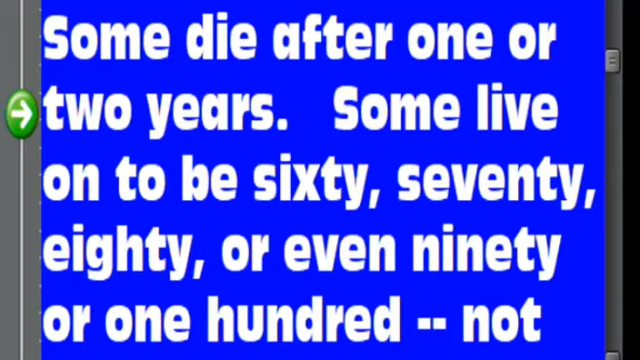 Some die after one or
two years.   Some live
on to be sixty, seventy,
eighty, or even ninety
or one hundred -- not